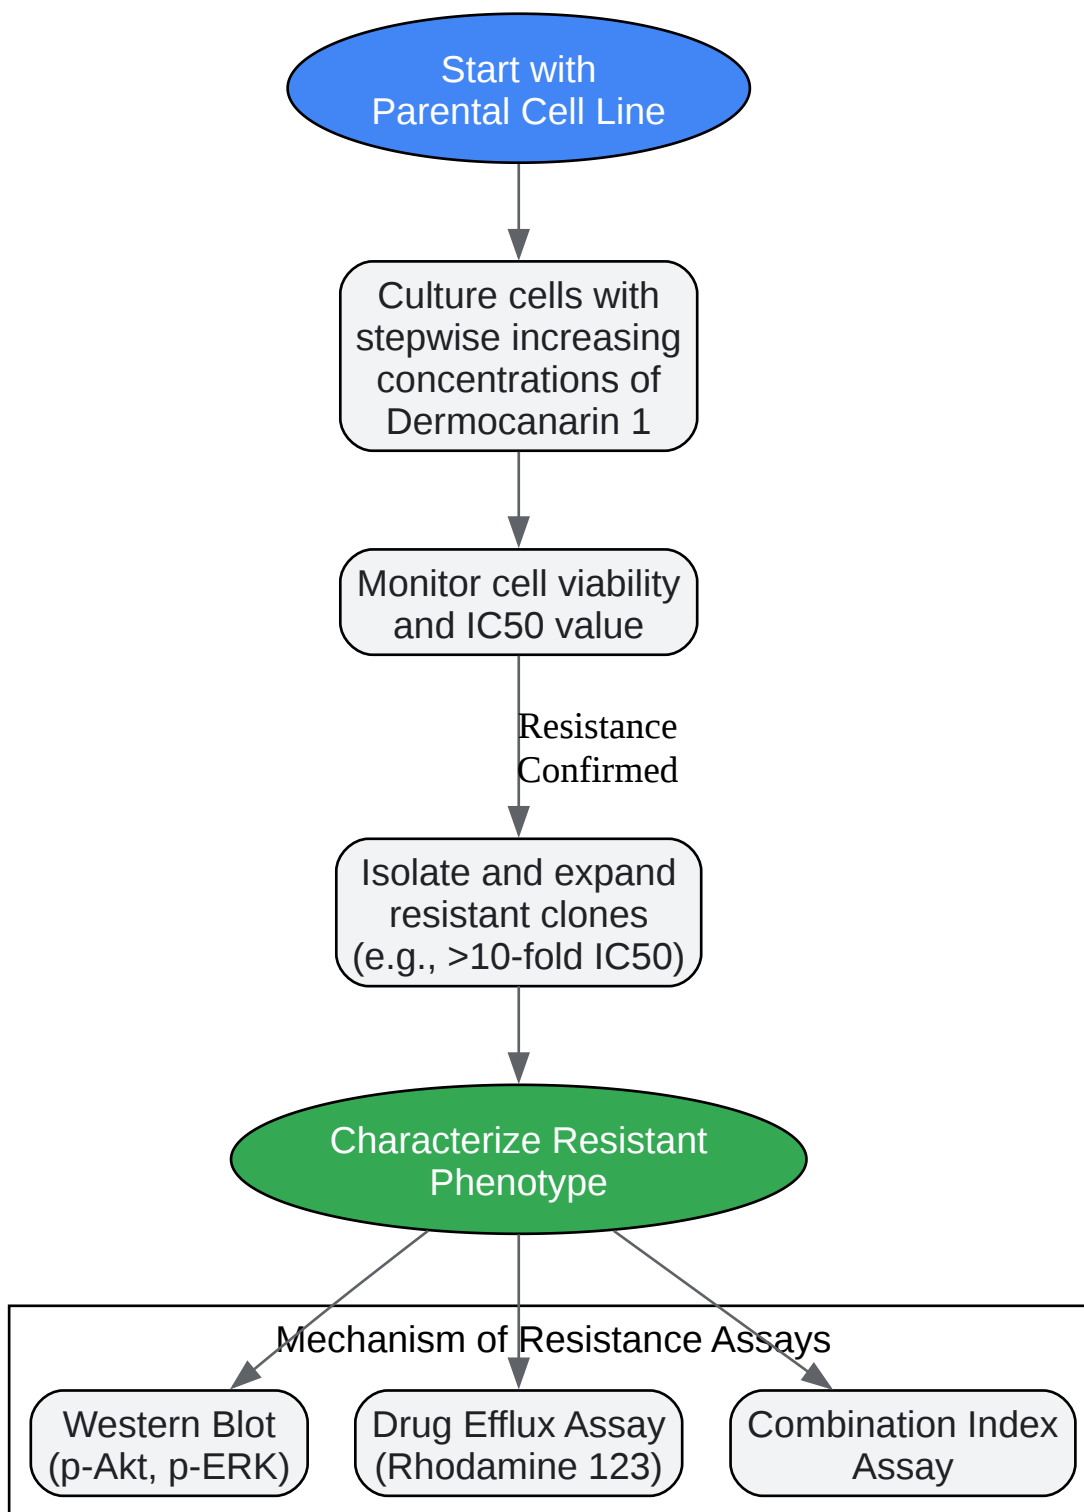 Start with
Parental Cell Line
Culture cells with
stepwise increasing
concentrations of
Dermocanarin 1
Monitor cell viability
and IC50 value
Resistance
Confirmed
Isolate and expand
resistant clones
(e.g., >10-fold IC50)
Characterize Resistant
Phenotype
Mechanism of Resistance Assays
Western Blot
(p-Akt, p-ERK)
Drug Efflux Assay
(Rhodamine 123)
Combination Index
Assay